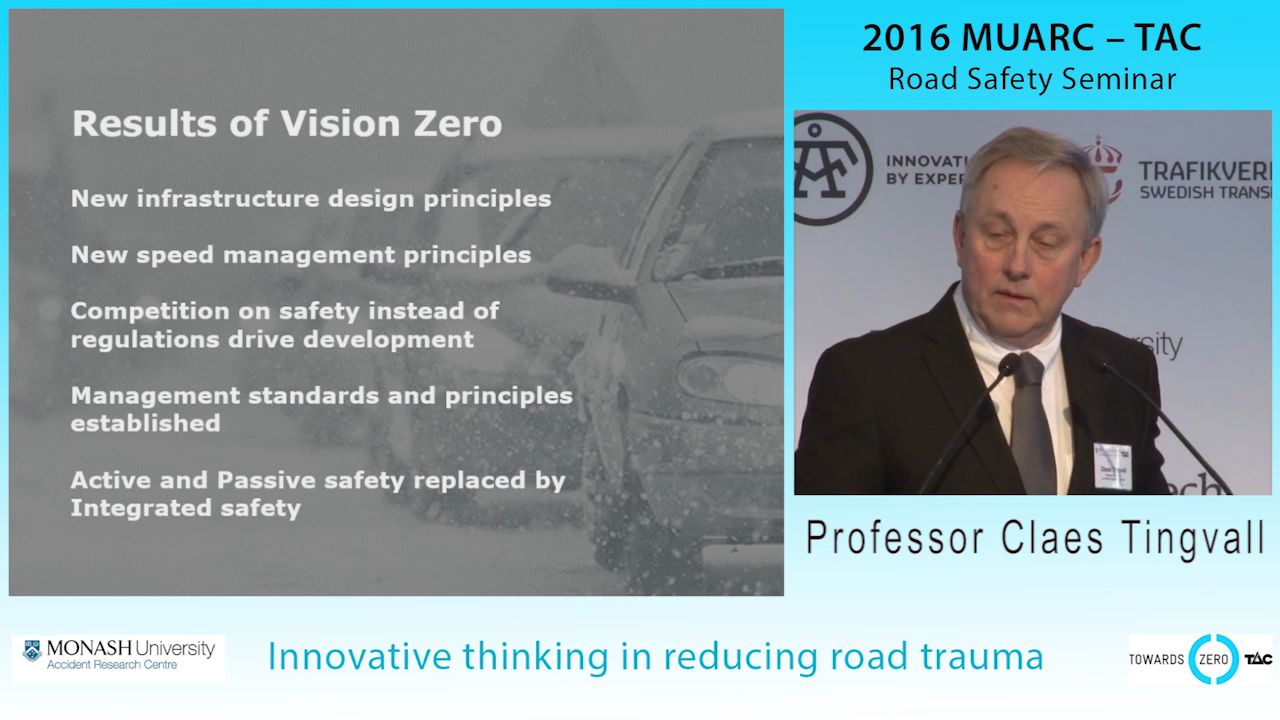 2016 MUARC – TAC
Road Safety Seminar
Results of Vision Zero
New infrastructure design principles
New speed management principles
Competition on safety instead of
regulations drive development
Management standards and principles
established
Active and Passive safety replaced by
Integrated safety
INNOVATI
BY EXPER
TRAFIKVER
SWEDISH TRANS
rsity
ech
Professor Claes Tingvall
MONASH University
Accident Research Centre
Innovative thinking in reducing road trauma
TOWARDS ZERO TAC